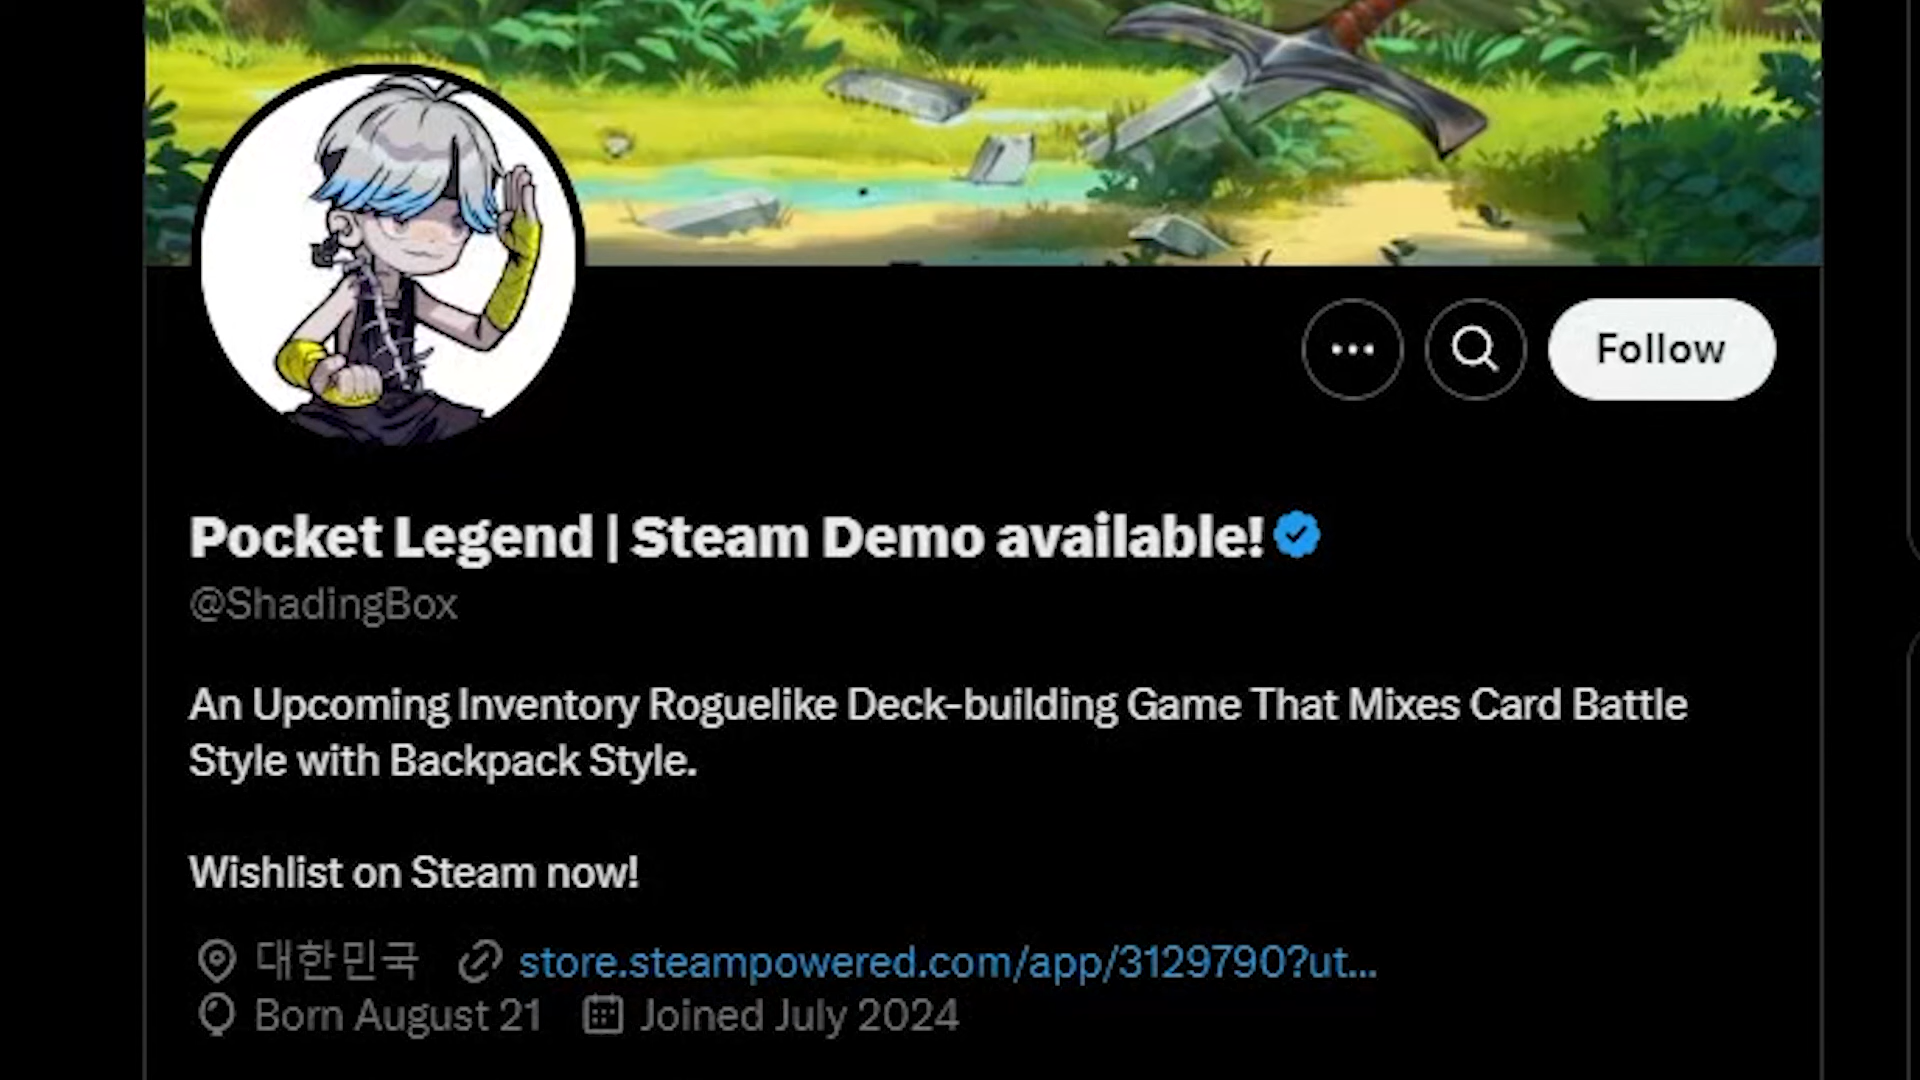 Follow
Pocket Legend | Steam Demo available!
@ShadingBox
An Upcoming Inventory Roguelike Deck-building Game That Mixes Card Battle
Style with Backpack Style.
Wishlist on Steam now!
대한민국 store.steampowered.com/app/3129790?ut...
Born August 21 Joined July 2024